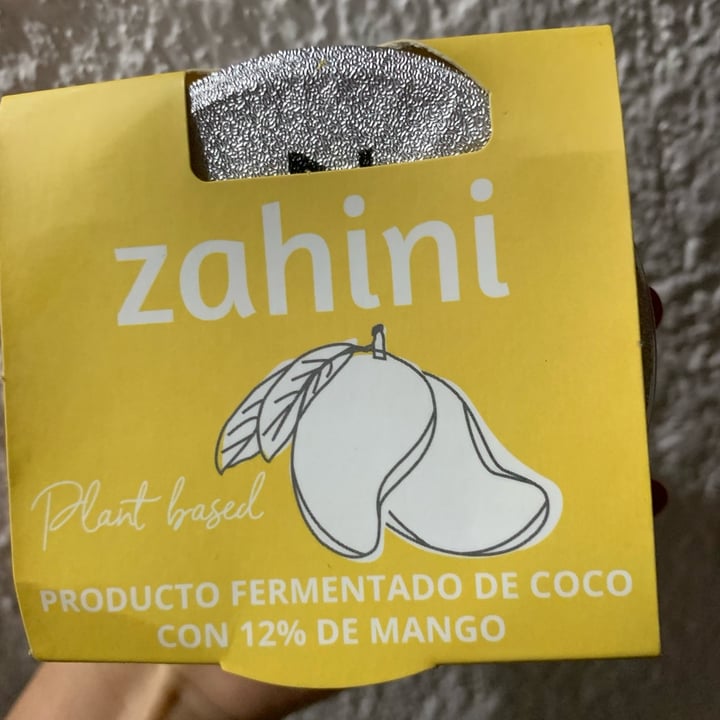 zahini
Plant based
PRODUCTO FERMENTADO DE COCO
CON 12% DE MANGO